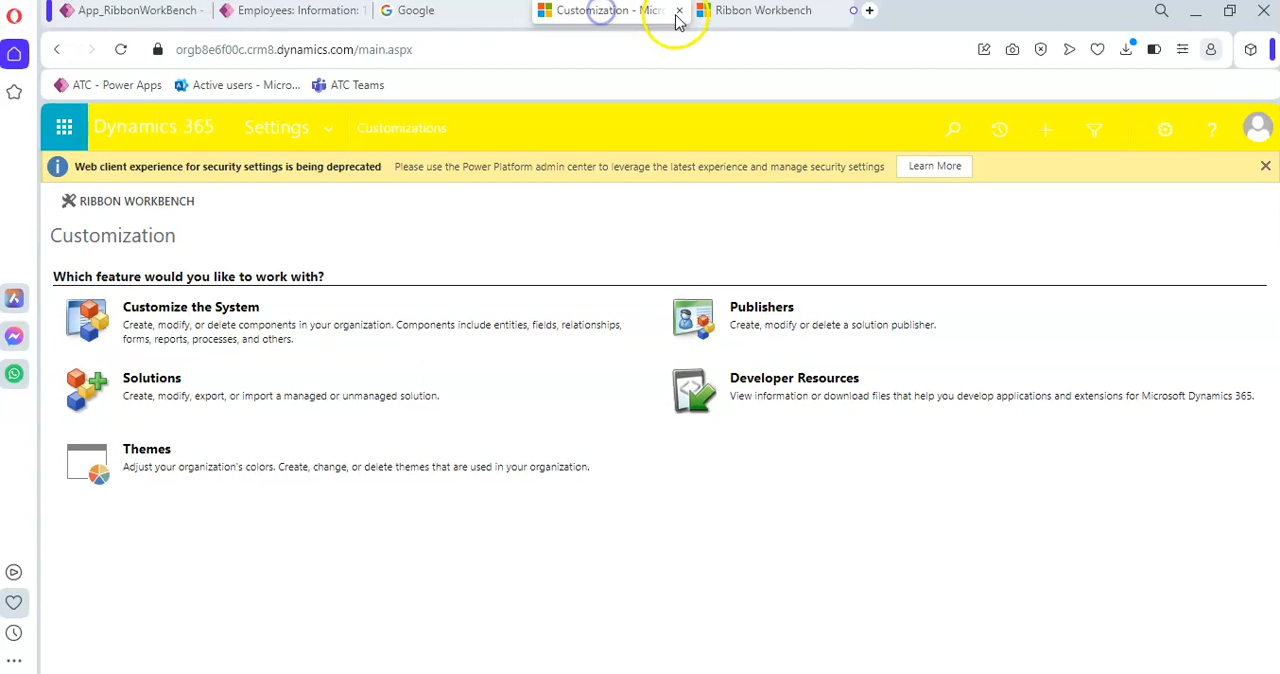 App_RibbonWorkBench -
Employees: Information:
Google
Customization - Micro
Ribbon Workbench
orgb8e6f00c.crm8.dynamics.com/main.aspx
ATC - Power Apps
Active users - Micro...
ATC Teams
Dynamics 365
Settings
Customizations
Web client experience for security settings is being deprecated
Please use the Power Platform admin center to leverage the latest experience and manage security settings
Learn More
RIBBON WORKBENCH
Customization
Which feature would you like to work with?
Customize the System
Create, modify, or delete components in your organization. Components include entities, fields, relationships,
forms, reports, processes, and others.
Publishers
Create, modify or delete a solution publisher.
Solutions
Create, modify, export, or import a managed or unmanaged solution.
Developer Resources
View information or download files that help you develop applications and extensions for Microsoft Dynamics 365.
Themes
Adjust your organization's colors. Create, change, or delete themes that are used in your organization.